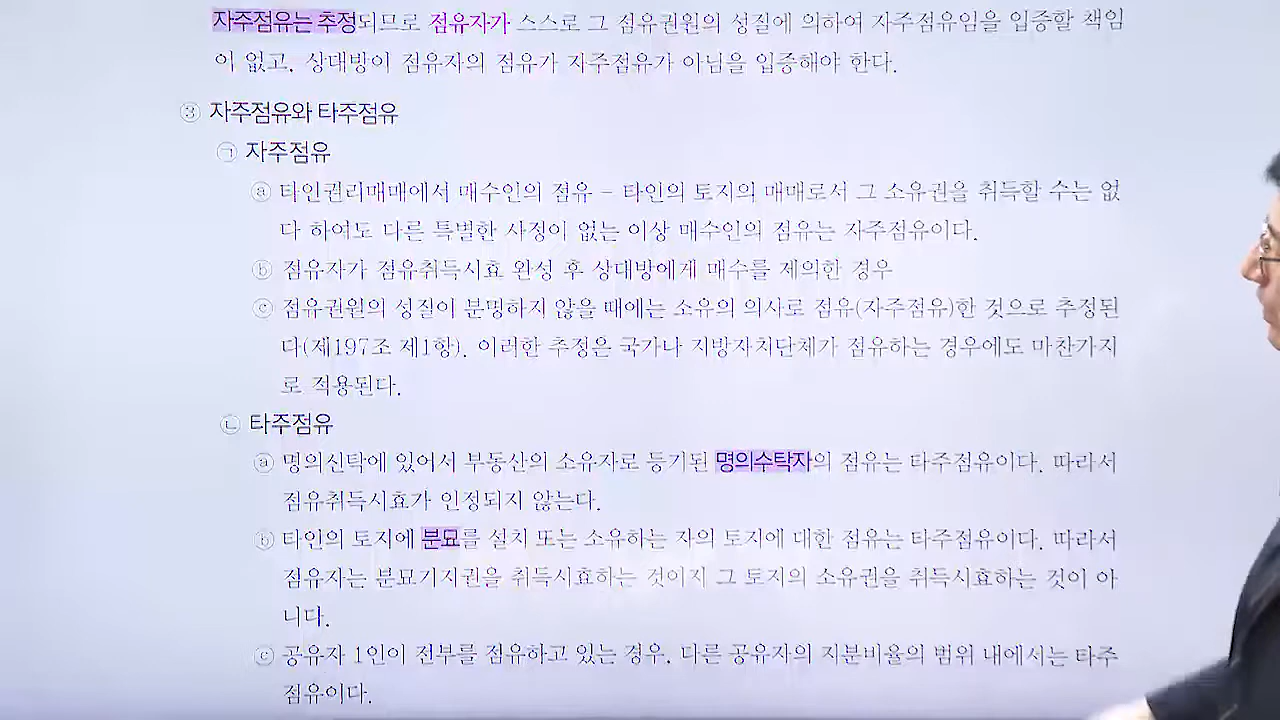 자주점유는 추정되므로 점유자가 스스로 그 점유권원의 성질에 의하여 자주점유임을 입증할 책임
이 없고, 상대방이 점유자의 점유가 자주점유가 아님을 입증해야 한다.
③ 자주점유와 타주점유
㉠ 자주점유
ⓐ 타인권리매매에서 매수인의 점유 – 타인의 토지의 매매로서 그 소유권을 취득할 수는 없
다 하여도 다른 특별한 사정이 없는 이상 매수인의 점유는 자주점유이다.
ⓑ 점유자가 점유취득시효 완성 후 상대방에게 매수를 제의한 경우
ⓒ 점유권원의 성질이 분명하지 않을 때에는 소유의 의사로 점유(자주점유)한 것으로 추정된
다(제197조 제1항). 이러한 추정은 국가나 지방자치단체가 점유하는 경우에도 마찬가지
로 적용된다.
㉡ 타주점유
ⓐ 명의신탁에 있어서 부동산의 소유자로 등기된 명의수탁자의 점유는 타주점유이다. 따라서
점유취득시효가 인정되지 않는다.
ⓑ 타인의 토지에 분묘를 설치 또는 소유하는 자의 토지에 대한 점유는 타주점유이다. 따라서
점유자는 분묘기지권을 취득시효하는 것이지 그 토지의 소유권을 취득시효하는 것이 아
니다.
ⓒ 공유자 1인이 전부를 점유하고 있는 경우, 다른 공유자의 지분비율의 범위 내에서는 타주
점유이다.